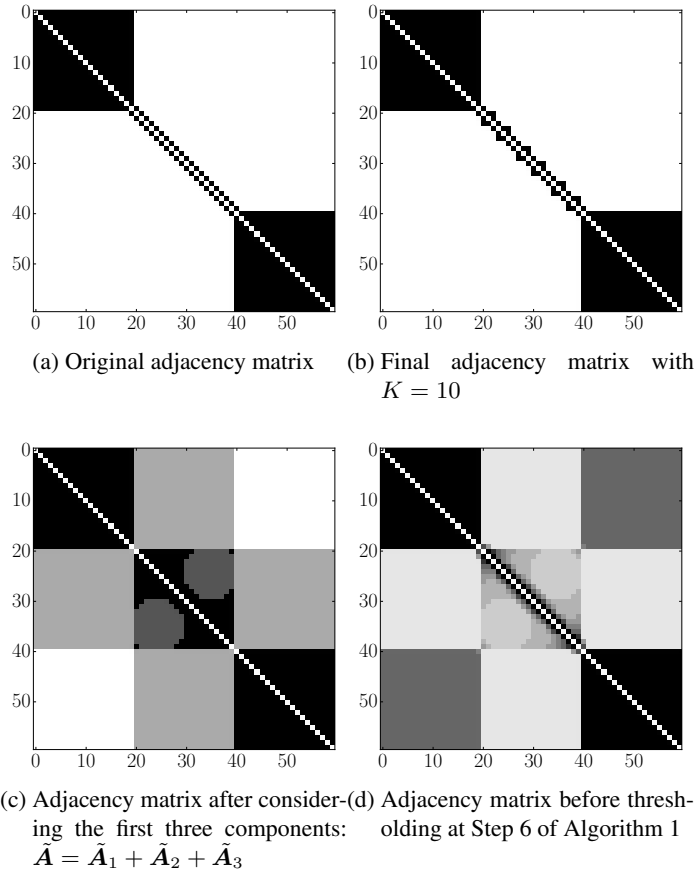 0
10
20
30
40
50
0 10 20 30 40 50
(a) Original adjacency matrix
0
10
20
30
40
50
0 10 20 30 40 50
(b) Final adjacency matrix with
K = 10
0
10
20
30
40
50
0 10 20 30 40 50
(c) Adjacency matrix after consider-
ing the first three components:
Ã = Ã₁ + Ã₂ + Ã₃
0
10
20
30
40
50
0 10 20 30 40 50
(d) Adjacency matrix before thresh-
olding at Step 6 of Algorithm 1